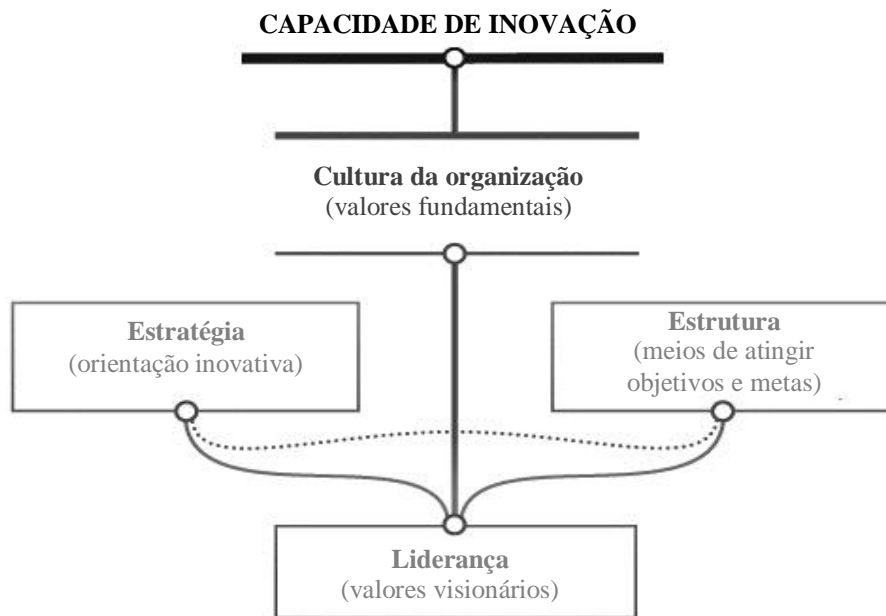 CAPACIDADE DE INOVAÇÃO
Cultura da organização
(valores fundamentais)
Estratégia
(orientação inovativa)
Estrutura
(meios de atingir
objetivos e metas)
Liderança
(valores visionários)